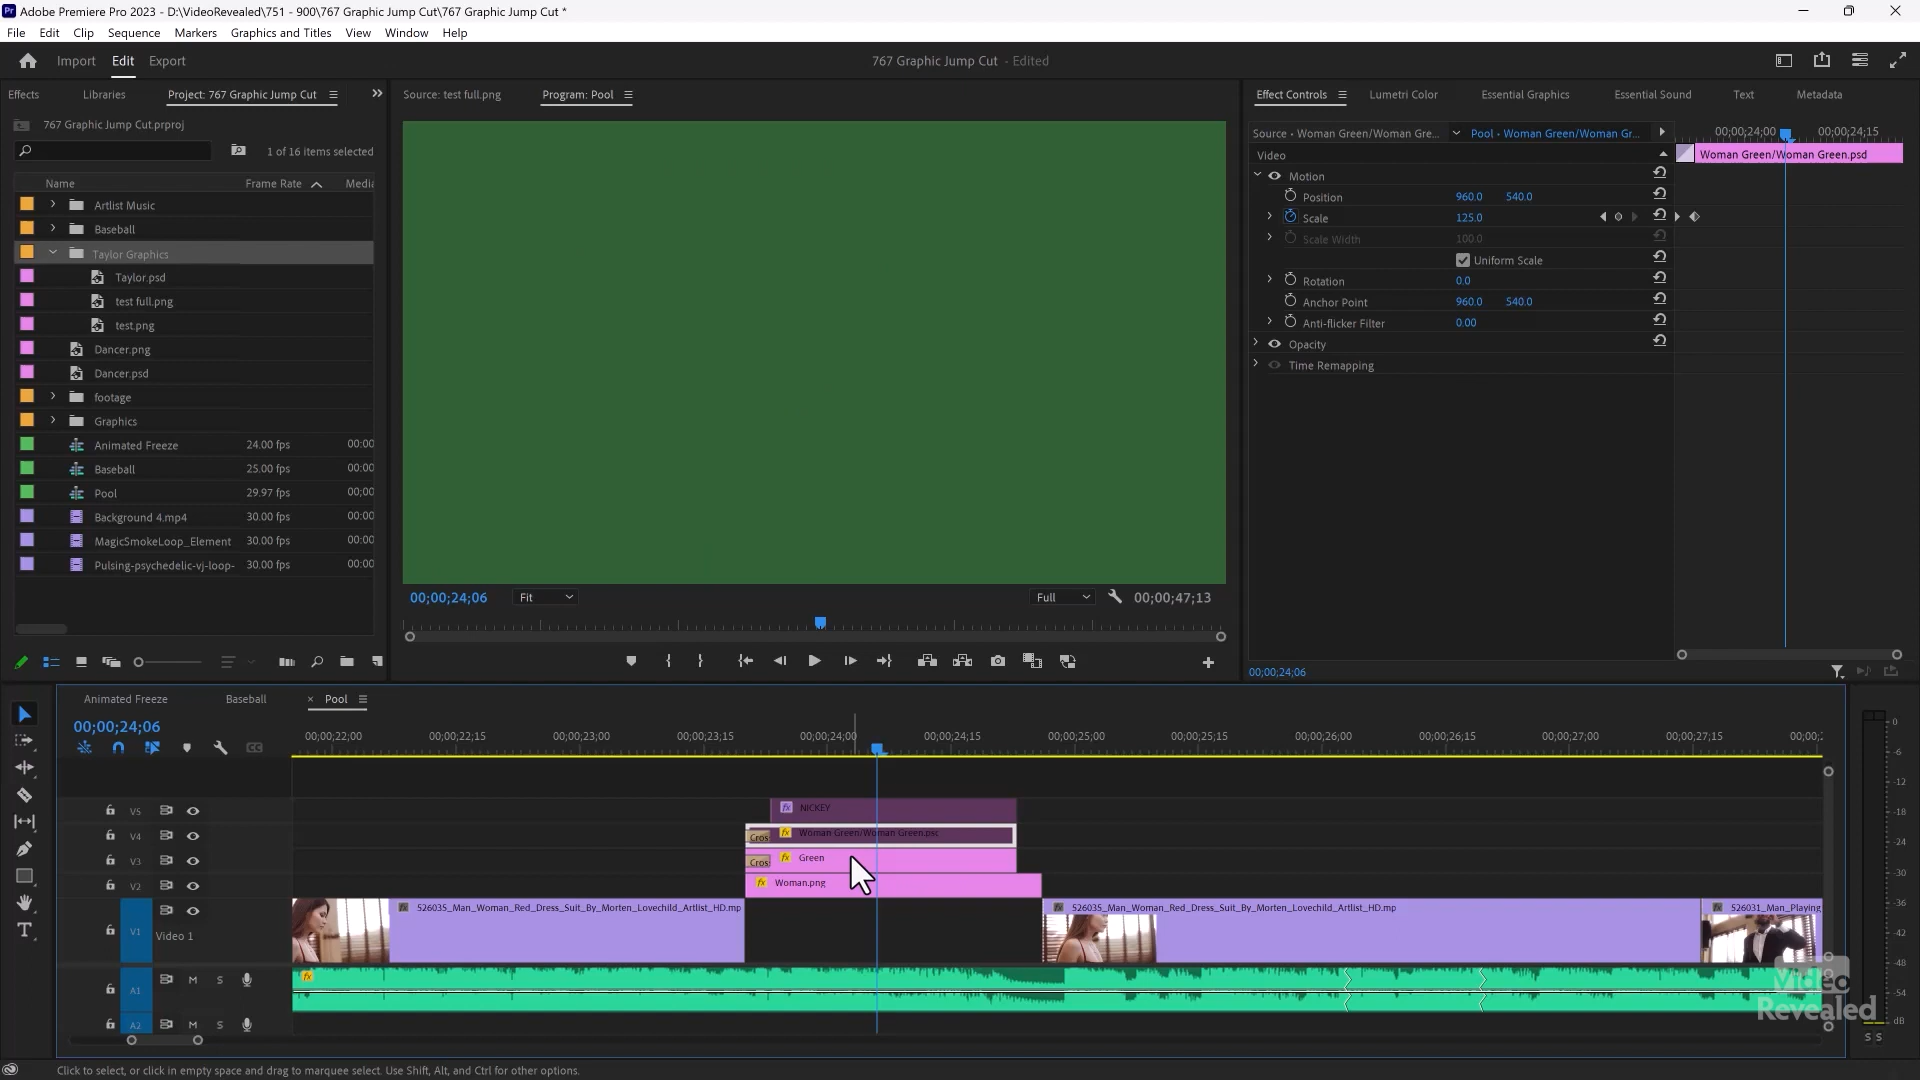 Pr Adobe Premiere Pro 2023 - D:\VideoRevealed\751 - 900\767 Graphic Jump Cut\767 Graphic Jump Cut *
File Edit Clip Sequence Markers Graphics and Titles View Window Help
Import Edit Export
767 Graphic Jump Cut - Edited
Effects Libraries Project: 767 Graphic Jump Cut
767 Graphic Jump Cut.prproj
1 of 16 items selected
Name Frame Rate Media
Artlist Music
Baseball
Taylor Graphics
Taylor.psd
test full.png
test.png
Dancer.png
Dancer.psd
footage
Graphics
Animated Freeze 24.00 fps 00:00
Baseball 25.00 fps 00:00
Pool 29.97 fps 00;00
Background 4.mp4 30.00 fps 00:00
MagicSmokeLoop_Element 30.00 fps 00:00
Pulsing-psychedelic-vj-loop- 30.00 fps 00:00
Source: test full.png Program: Pool
00;00;24;06 Fit Full 00;00;47;13
Effect Controls Lumetri Color Essential Graphics Essential Sound Text Metadata
Source • Woman Green/Woman Gre... Pool • Woman Green/Woman Gr... 00;00;24;00 00;00;24;15
Video Woman Green/Woman Green.psd
Motion
Position 960.0 540.0
Scale 125.0
Scale Width 100.0
Uniform Scale
Rotation 0.0
Anchor Point 960.0 540.0
Anti-flicker Filter 0.00
Opacity
Time Remapping
00;00;24;06
Animated Freeze Baseball × Pool
00;00;24;06
00;00;22;00 00;00;22;15 00;00;23;00 00;00;23;15 00;00;24;00 00;00;24;15 00;00;25;00 00;00;25;15 00;00;26;00 00;00;26;15 00;00;27;00 00;00;27;15 00;00;
V5 fx NICKEY
V4 Cros fx Woman Green/Woman Green.psc
V3 Cros fx Green
V2 fx Woman.png
V1 Video 1
526035_Man_Woman_Red_Dress_Suit_By_Morten_Lovechild_Artlist_HD.mp
526035_Man_Woman_Red_Dress_Suit_By_Morten_Lovechild_Artlist_HD.mp
526031_Man_Playing
A1 M S fx
A2 M S
0
-6
-12
-18
-24
-30
-36
-42
-48
-54
dB
S S
Video
Revealed
Click to select, or click in empty space and drag to marquee select. Use Shift, Alt, and Ctrl for other options.